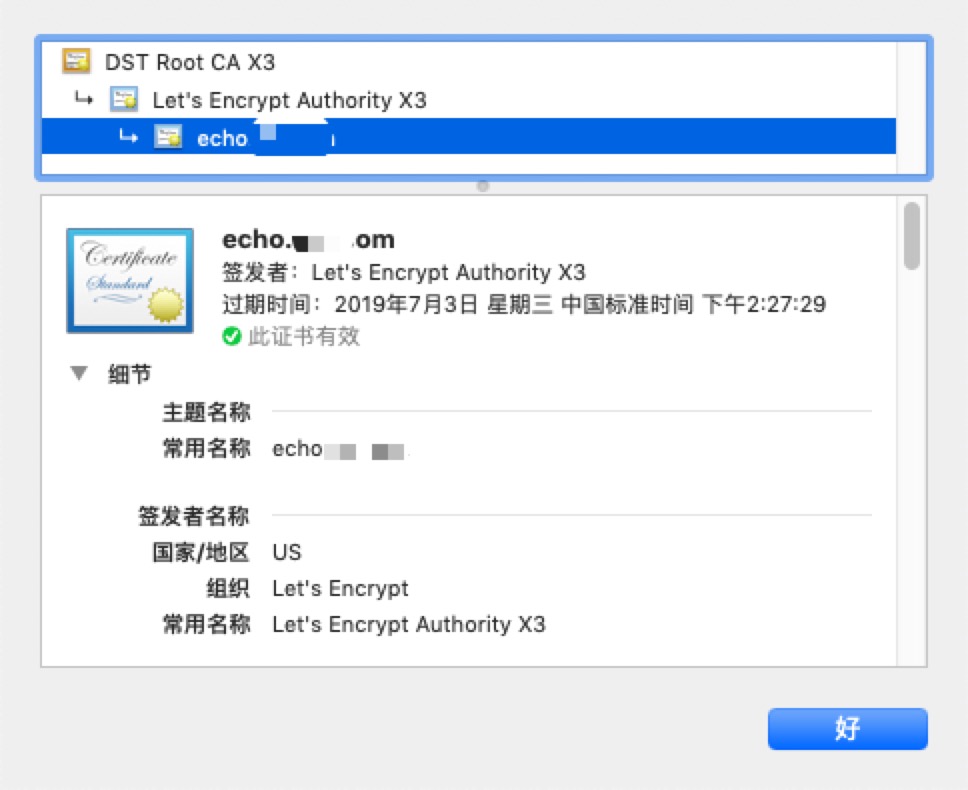 DST Root CA X3
Let's Encrypt Authority X3
echo
Certificate
Standard
echo. .om
签发者：Let's Encrypt Authority X3
过期时间：2019年7月3日 星期三 中国标准时间 下午2:27:29
此证书有效
细节
主题名称
常用名称 echo
签发者名称
国家/地区 US
组织 Let's Encrypt
常用名称 Let's Encrypt Authority X3
好